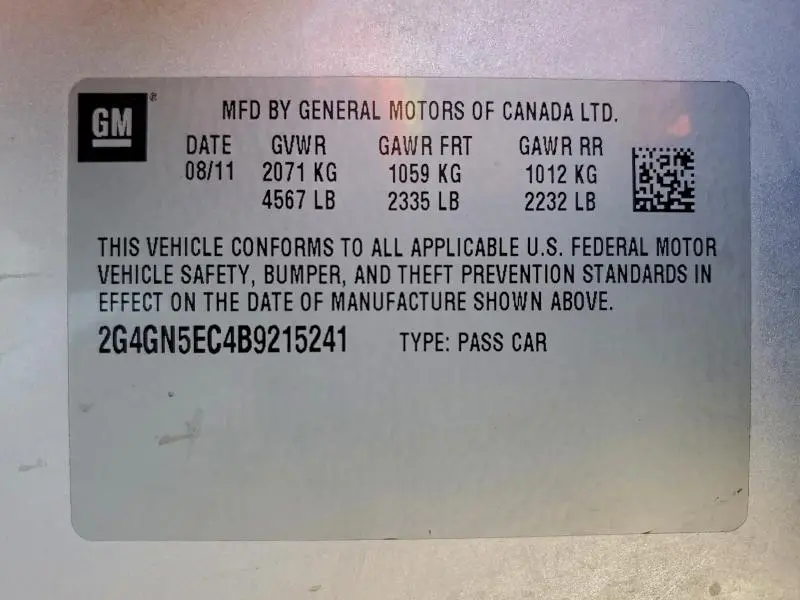 GM®
MFD BY GENERAL MOTORS OF CANADA LTD.
DATE GVWR GAWR FRT GAWR RR
08/11 2071 KG 1059 KG 1012 KG
4567 LB 2335 LB 2232 LB
THIS VEHICLE CONFORMS TO ALL APPLICABLE U.S. FEDERAL MOTOR
VEHICLE SAFETY, BUMPER, AND THEFT PREVENTION STANDARDS IN
EFFECT ON THE DATE OF MANUFACTURE SHOWN ABOVE.
2G4GN5EC4B9215241 TYPE: PASS CAR